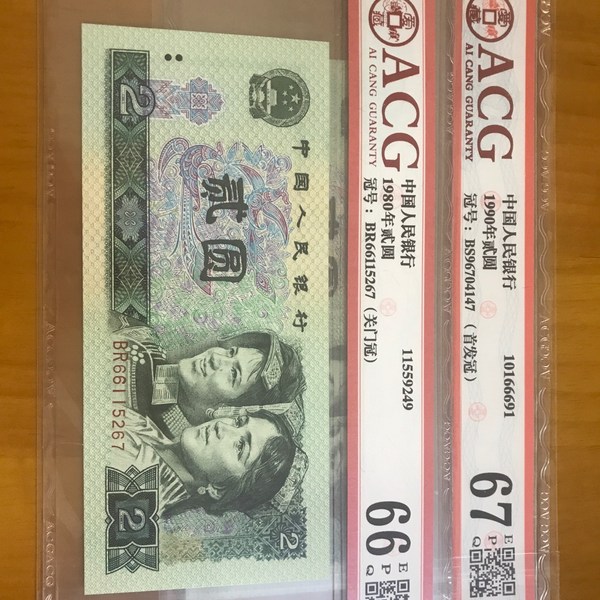 2
中国人民银行
贰圆
BR66115267
2
2
ACG
AI CANG GUARANTY
中国人民银行
1980年贰圆
冠号：BR66115267（关门冠）
11559249
66
E
P
Q
爱藏
ACG
AI CANG GUARANTY
中国人民银行
1990年贰圆
冠号：BS96704147（首发冠）
10166691
67
E
P
Q